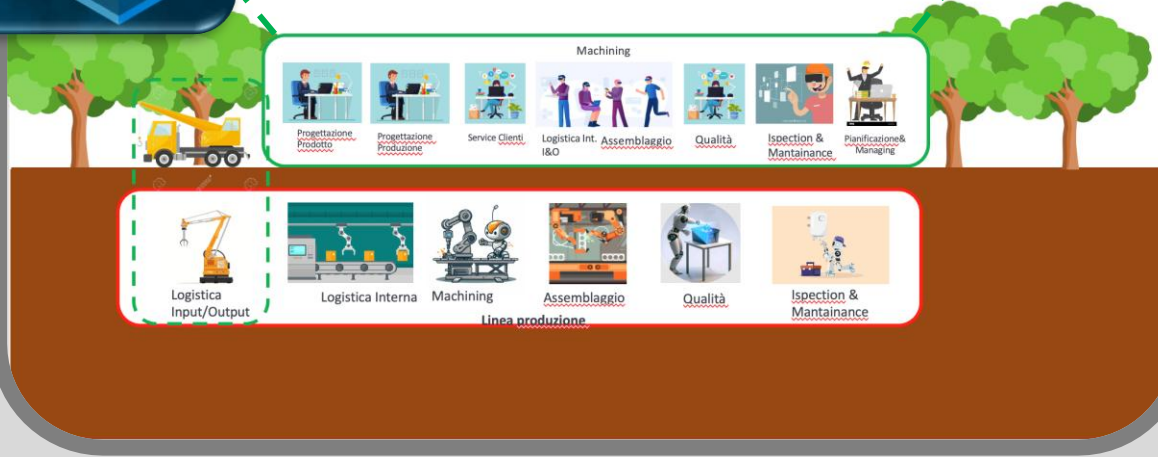 Machining
Progettazione
Prodotto
Progettazione
Produzione
Service Clienti
Logistica Int.
I&O
Assemblaggio
Qualità
Ispection &
Mantainance
Pianificazione&
Managing
Logistica
Input/Output
Logistica Interna
Machining
Assemblaggio
Qualità
Ispection &
Mantainance
Linea produzione